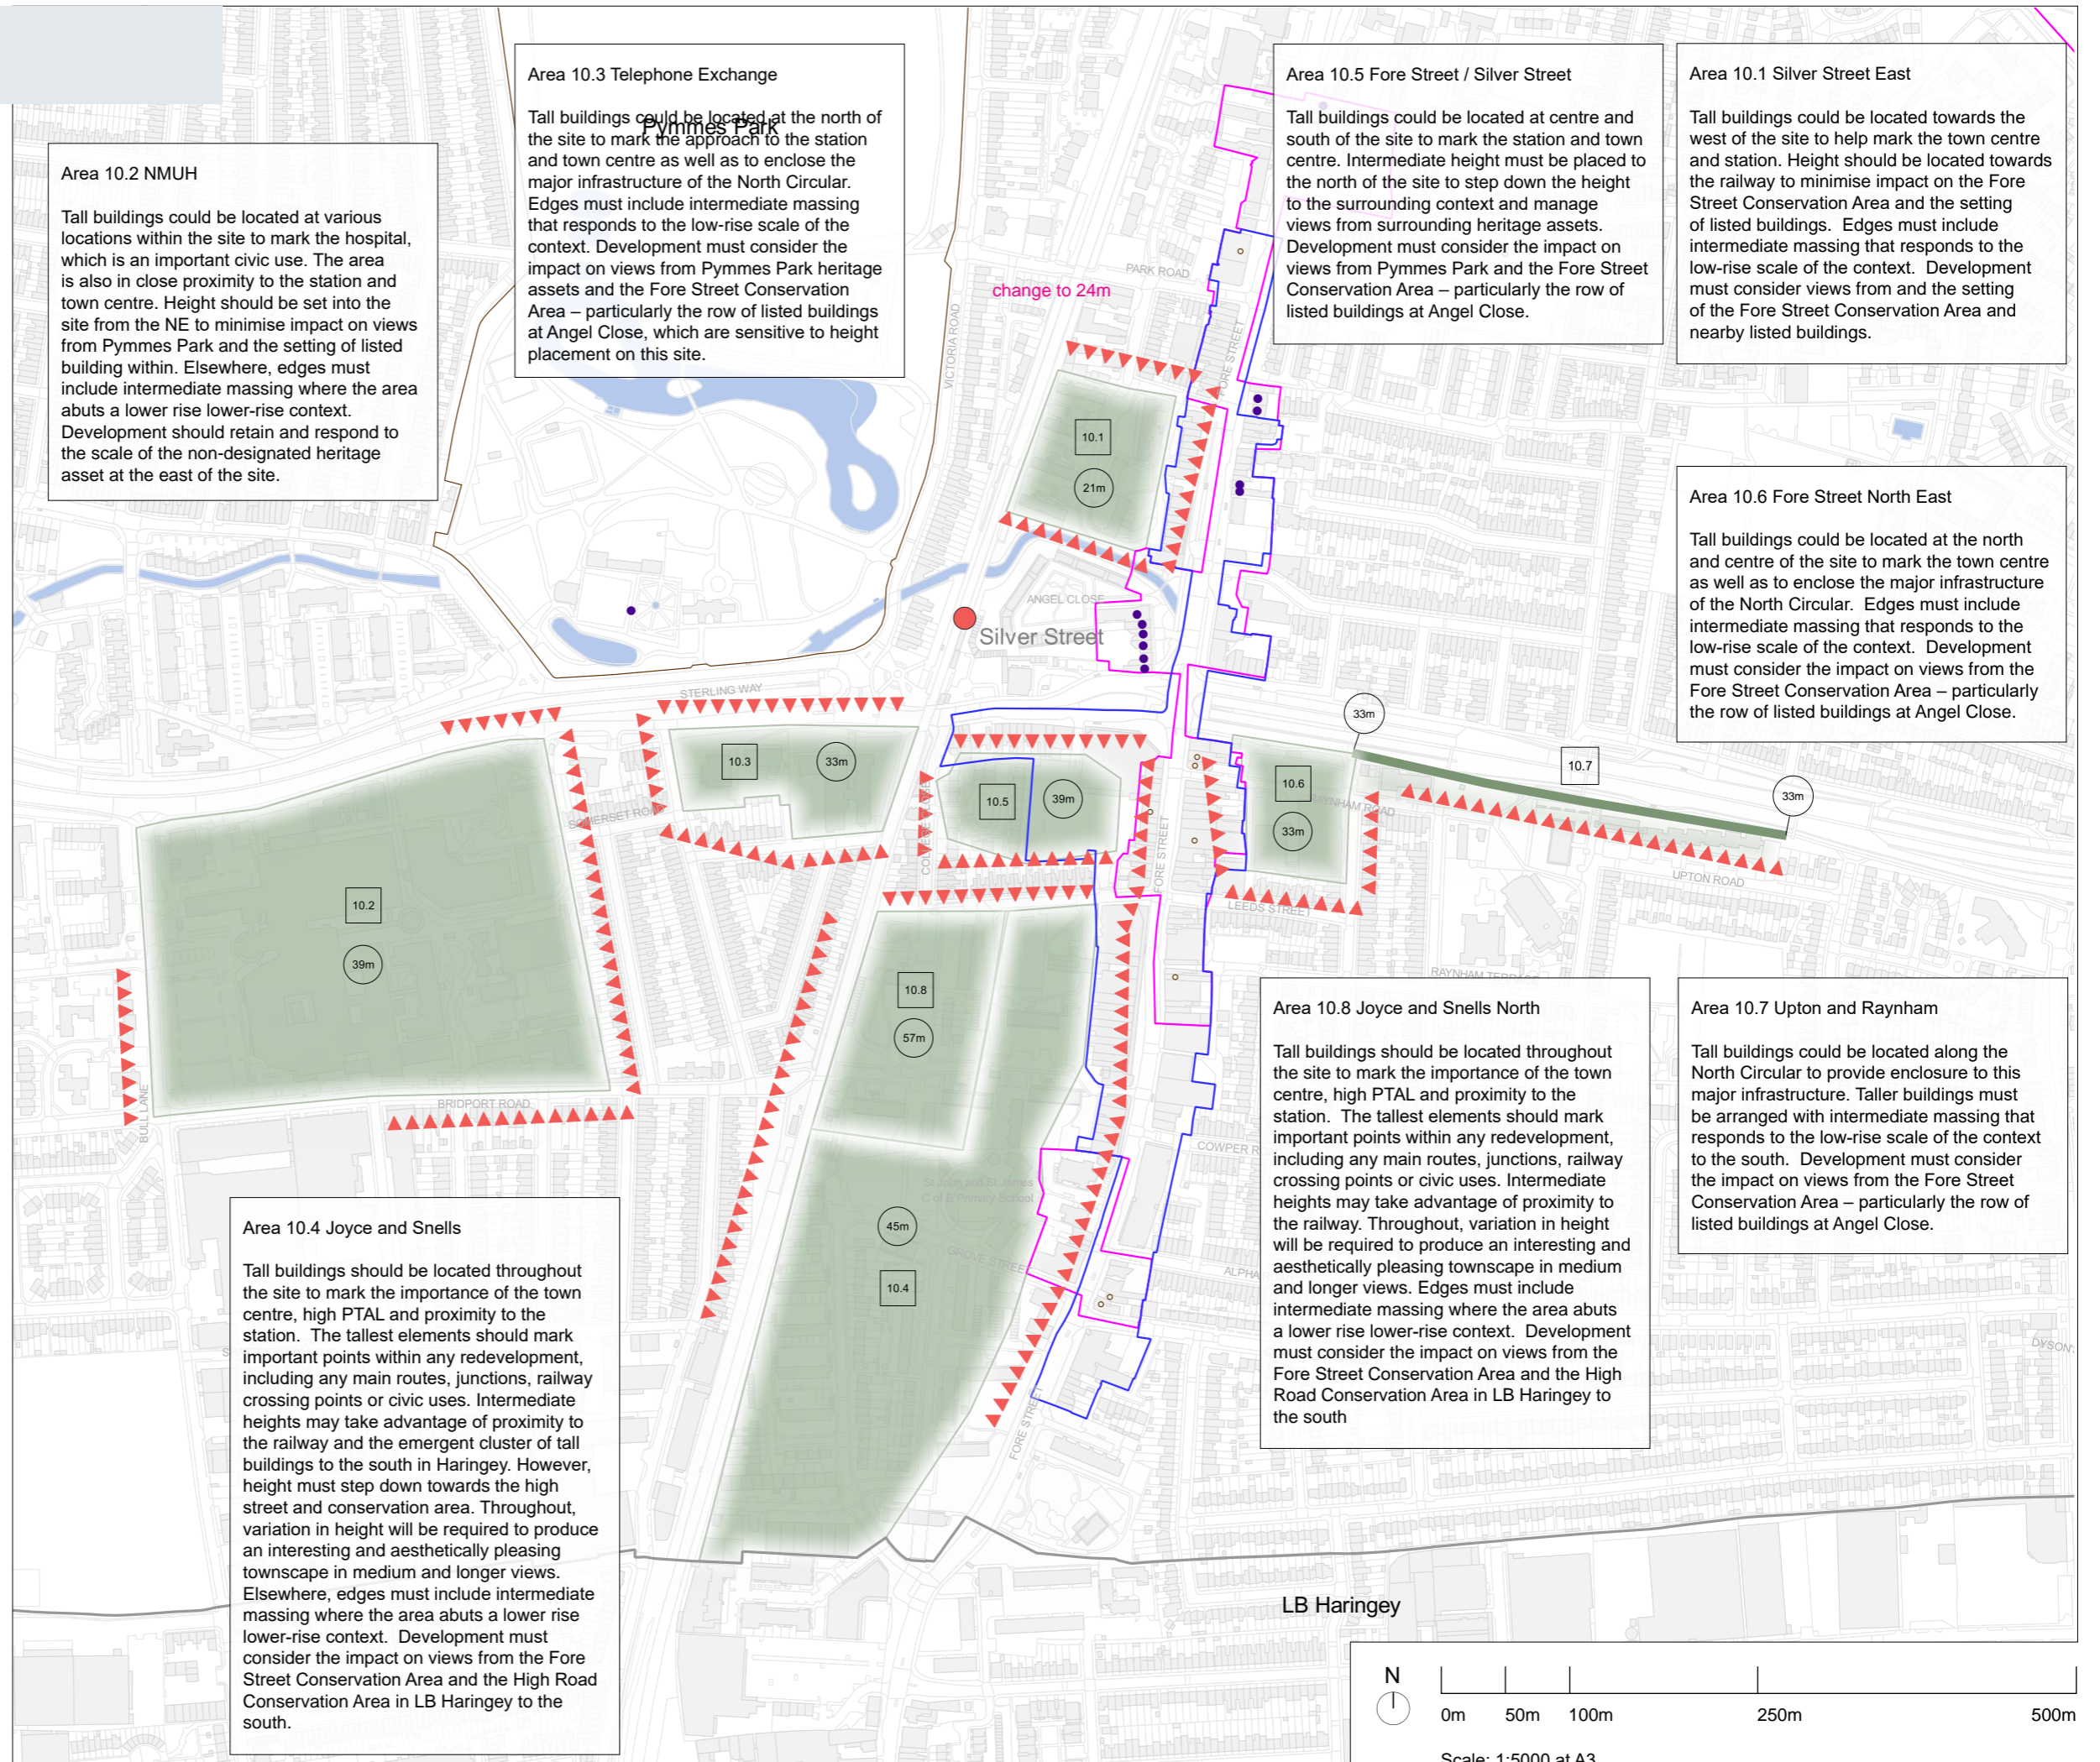 Area 10.2 NMUH
Tall buildings could be located at various
locations within the site to mark the hospital,
which is an important civic use. The area
is also in close proximity to the station and
town centre. Height should be set into the
site from the NE to minimise impact on views
from Pymmes Park and the setting of listed
building within. Elsewhere, edges must
include intermediate massing where the area
abuts a lower rise lower-rise context.
Development should retain and respond to
the scale of the non-designated heritage
asset at the east of the site.
Area 10.3 Telephone Exchange
Tall buildings could be located at the north of
the site to mark the approach to the station
and town centre as well as to enclose the
major infrastructure of the North Circular.
Edges must include intermediate massing
that responds to the low-rise scale of the
context. Development must consider the
impact on views from Pymmes Park heritage
assets and the Fore Street Conservation
Area – particularly the row of listed buildings
at Angel Close, which are sensitive to height
placement on this site.
Pymmes Park
Area 10.5 Fore Street / Silver Street
Tall buildings could be located at centre and
south of the site to mark the station and town
centre. Intermediate height must be placed to
the north of the site to step down the height
to the surrounding context and manage
views from surrounding heritage assets.
Development must consider the impact on
views from Pymmes Park and the Fore Street
Conservation Area – particularly the row of
listed buildings at Angel Close.
Area 10.1 Silver Street East
Tall buildings could be located towards the
west of the site to help mark the town centre
and station. Height should be located towards
the railway to minimise impact on the Fore
Street Conservation Area and the setting
of listed buildings. Edges must include
intermediate massing that responds to the
low-rise scale of the context. Development
must consider views from and the setting
of the Fore Street Conservation Area and
nearby listed buildings.
Area 10.6 Fore Street North East
Tall buildings could be located at the north
and centre of the site to mark the town centre
as well as to enclose the major infrastructure
of the North Circular. Edges must include
intermediate massing that responds to the
low-rise scale of the context. Development
must consider the impact on views from the
Fore Street Conservation Area – particularly
the row of listed buildings at Angel Close.
PARK ROAD
change to 24m
VICTORIA ROAD
FORE STREET
10.1
21m
ANGEL CLOSE
Silver Street
STERLING WAY
10.3
33m
10.5
39m
COLLEGE CLOSE
SOMERSET ROAD
FORE STREET
33m
10.6
33m
RAYNHAM ROAD
10.7
33m
UPTON ROAD
LEEDS STREET
RAYNHAM TERRACE
10.2
39m
BULL LANE
BRIDPORT ROAD
10.8
57m
COWPER R
St John and St James
C of E Primary School
45m
GROVE STREET
10.4
ALPHA
FORE STREET
DYSON'
Area 10.8 Joyce and Snells North
Tall buildings should be located throughout
the site to mark the importance of the town
centre, high PTAL and proximity to the
station. The tallest elements should mark
important points within any redevelopment,
including any main routes, junctions, railway
crossing points or civic uses. Intermediate
heights may take advantage of proximity to
the railway. Throughout, variation in height
will be required to produce an interesting and
aesthetically pleasing townscape in medium
and longer views. Edges must include
intermediate massing where the area abuts
a lower rise lower-rise context. Development
must consider the impact on views from the
Fore Street Conservation Area and the High
Road Conservation Area in LB Haringey to
the south
Area 10.7 Upton and Raynham
Tall buildings could be located along the
North Circular to provide enclosure to this
major infrastructure. Taller buildings must
be arranged with intermediate massing that
responds to the low-rise scale of the context
to the south. Development must consider
the impact on views from the Fore Street
Conservation Area – particularly the row of
listed buildings at Angel Close.
Area 10.4 Joyce and Snells
Tall buildings should be located throughout
the site to mark the importance of the town
centre, high PTAL and proximity to the
station. The tallest elements should mark
important points within any redevelopment,
including any main routes, junctions, railway
crossing points or civic uses. Intermediate
heights may take advantage of proximity to
the railway and the emergent cluster of tall
buildings to the south in Haringey. However,
height must step down towards the high
street and conservation area. Throughout,
variation in height will be required to produce
an interesting and aesthetically pleasing
townscape in medium and longer views.
Elsewhere, edges must include intermediate
massing where the area abuts a lower rise
lower-rise context. Development must
consider the impact on views from the Fore
Street Conservation Area and the High Road
Conservation Area in LB Haringey to the
south.
LB Haringey
N
0m 50m 100m 250m 500m
Scale: 1:5000 at A3